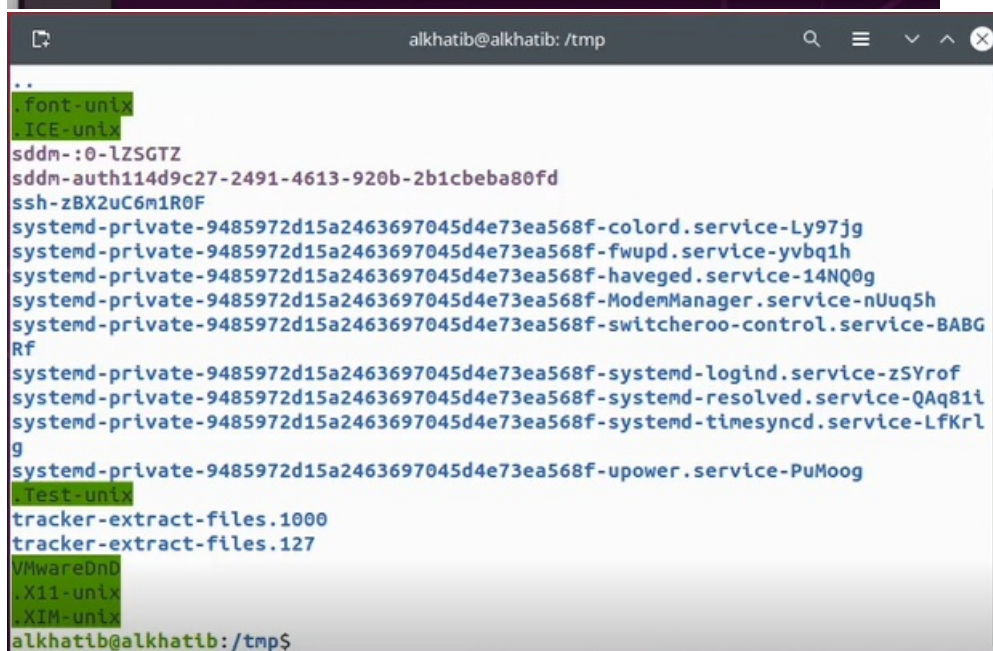 alkhatib@alkhatib: /tmp
..
.font-unix
.ICE-unix
sddm-:0-lZSGTZ
sddm-auth114d9c27-2491-4613-920b-2b1cbeba80fd
ssh-zBX2uC6m1R0F
systemd-private-9485972d15a2463697045d4e73ea568f-colord.service-Ly97jg
systemd-private-9485972d15a2463697045d4e73ea568f-fwupd.service-yvbq1h
systemd-private-9485972d15a2463697045d4e73ea568f-haveged.service-14NQ0g
systemd-private-9485972d15a2463697045d4e73ea568f-ModemManager.service-nUuq5h
systemd-private-9485972d15a2463697045d4e73ea568f-switcheroo-control.service-BABG
Rf
systemd-private-9485972d15a2463697045d4e73ea568f-systemd-logind.service-zSYrof
systemd-private-9485972d15a2463697045d4e73ea568f-systemd-resolved.service-QAq81i
systemd-private-9485972d15a2463697045d4e73ea568f-systemd-timesyncd.service-LfKrl
g
systemd-private-9485972d15a2463697045d4e73ea568f-upower.service-PuMoog
.Test-unix
tracker-extract-files.1000
tracker-extract-files.127
VMwareDnD
.X11-unix
.XIM-unix
alkhatib@alkhatib:/tmp$